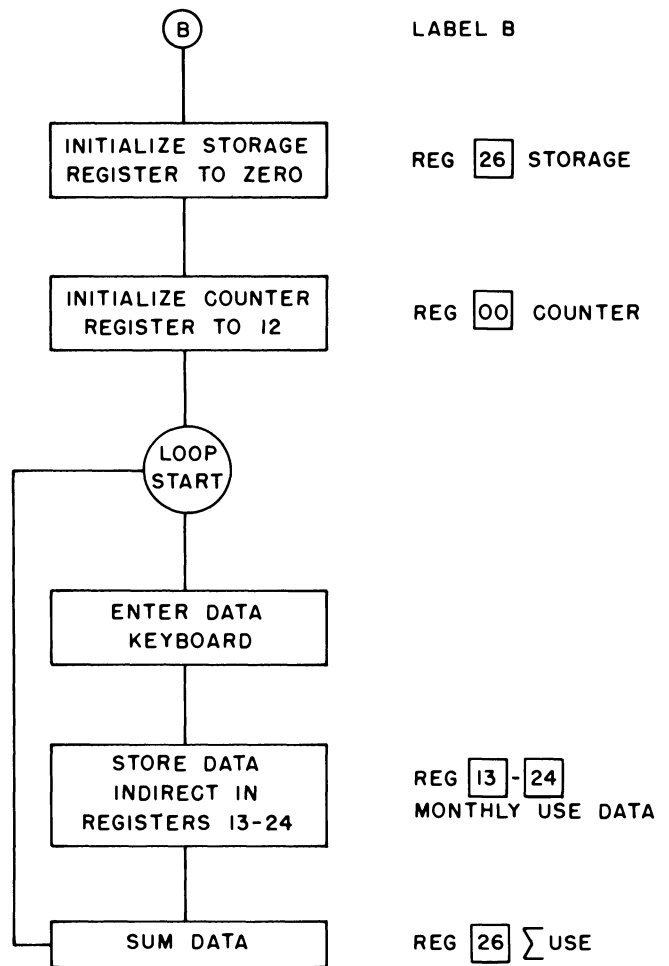 B
LABEL B
INITIALIZE STORAGE
REGISTER TO ZERO
REG 26 STORAGE
INITIALIZE COUNTER
REGISTER TO 12
REG 00 COUNTER
LOOP
START
ENTER DATA
KEYBOARD
STORE DATA
INDIRECT IN
REGISTERS 13-24
REG 13 - 24
MONTHLY USE DATA
SUM DATA
REG 26 ∑ USE